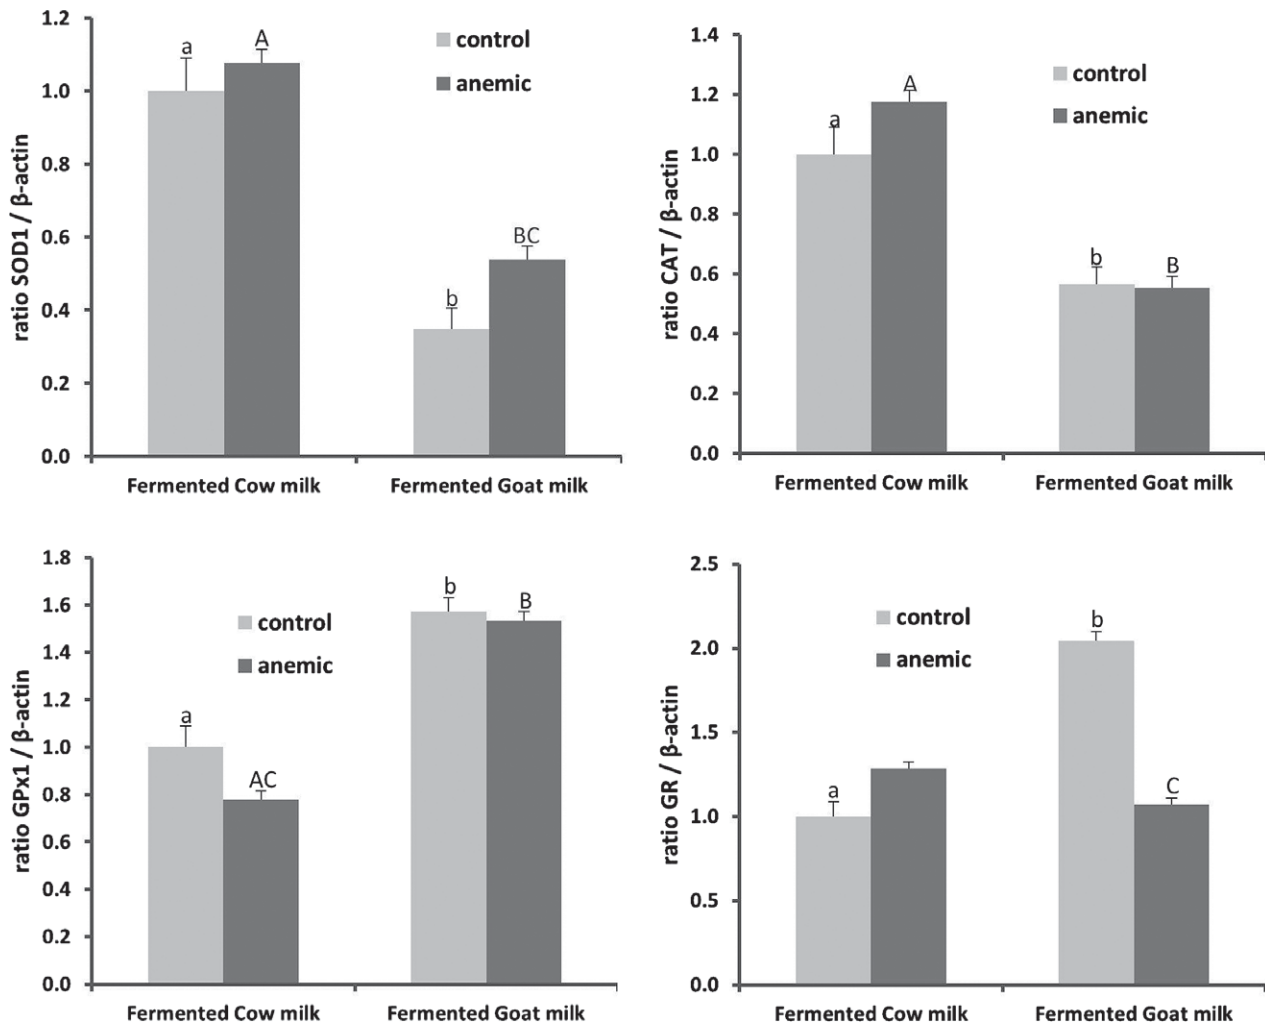 ratio SOD1 / β-actin
1.2
1.0
0.8
0.6
0.4
0.2
0.0
a
A
b
BC
control
anemic
Fermented Cow milk
Fermented Goat milk
ratio CAT / β-actin
1.4
1.2
1.0
0.8
0.6
0.4
0.2
0.0
a
A
b
B
control
anemic
Fermented Cow milk
Fermented Goat milk
ratio GPx1 / β-actin
1.8
1.6
1.4
1.2
1.0
0.8
0.6
0.4
0.2
0.0
a
AC
b
B
control
anemic
Fermented Cow milk
Fermented Goat milk
ratio GR / β-actin
2.5
2.0
1.5
1.0
0.5
0.0
a
b
C
control
anemic
Fermented Cow milk
Fermented Goat milk